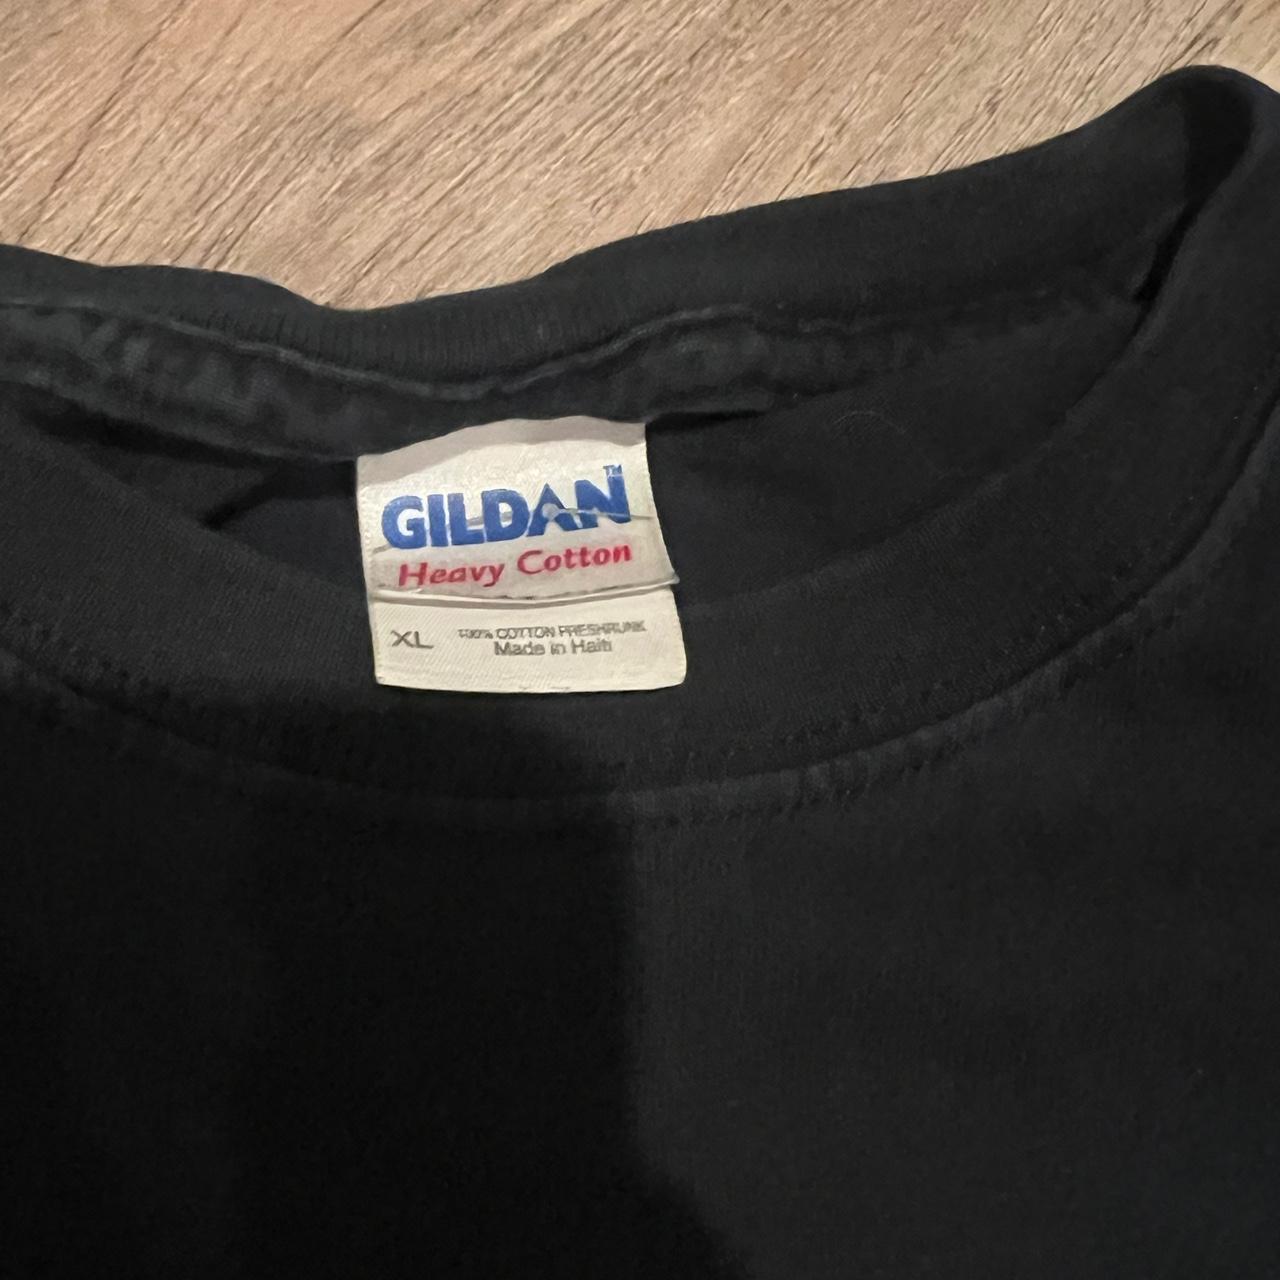 GILDAN™
Heavy Cotton
XL
100% COTTON PRESHRUNK
Made in Haiti